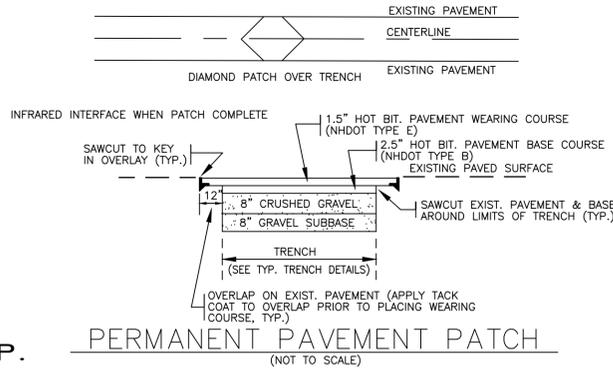 EXISTING PAVEMENT
CENTERLINE
EXISTING PAVEMENT
DIAMOND PATCH OVER TRENCH
INFRARED INTERFACE WHEN PATCH COMPLETE
1.5" HOT BIT. PAVEMENT WEARING COURSE
(NHDOT TYPE E)
SAWCUT TO KEY
IN OVERLAY (TYP.)
2.5" HOT BIT. PAVEMENT BASE COURSE
(NHDOT TYPE B)
EXISTING PAVED SURFACE
12"
8" CRUSHED GRAVEL
8" GRAVEL SUBBASE
SAWCUT EXIST. PAVEMENT & BASE
AROUND LIMITS OF TRENCH (TYP.)
TRENCH
(SEE TYP. TRENCH DETAILS)
OVERLAP ON EXIST. PAVEMENT (APPLY TACK
COAT TO OVERLAP PRIOR TO PLACING WEARING
COURSE, TYP.)
PERMANENT PAVEMENT PATCH
(NOT TO SCALE)
P.